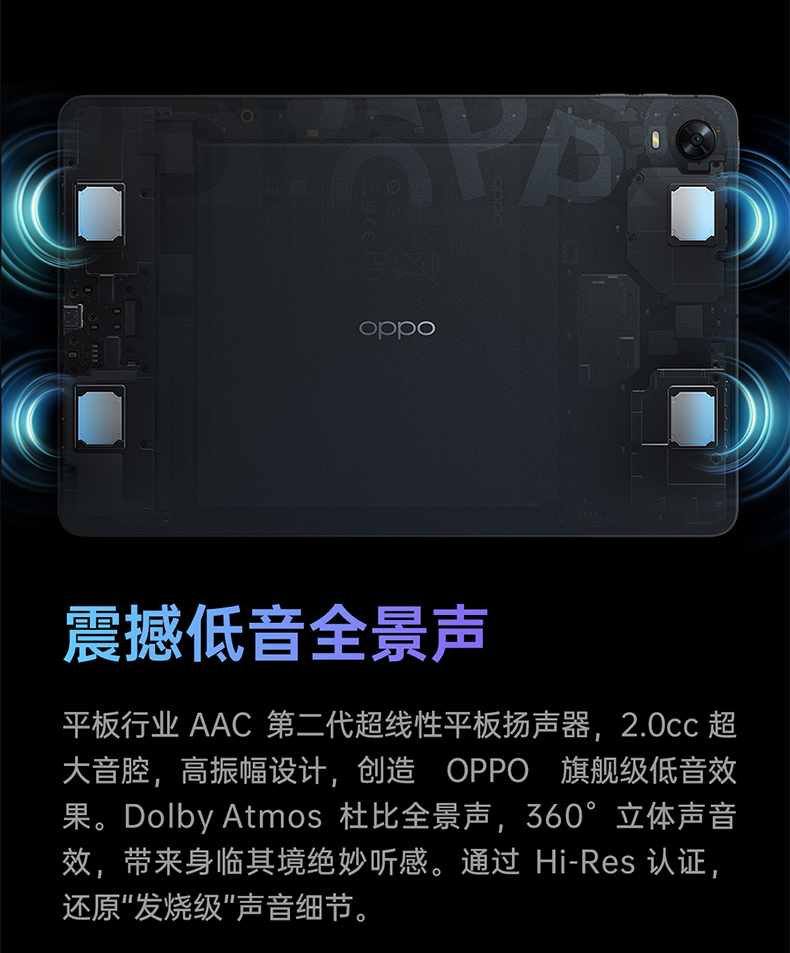 OPPO
oppo
oppo
震撼低音全景声
平板行业 AAC 第二代超线性平板扬声器，2.0cc 超
大音腔，高振幅设计，创造 OPPO 旗舰级低音效
果。Dolby Atmos 杜比全景声，360° 立体声音
效，带来身临其境绝妙听感。通过 Hi-Res 认证，
还原“发烧级”声音细节。